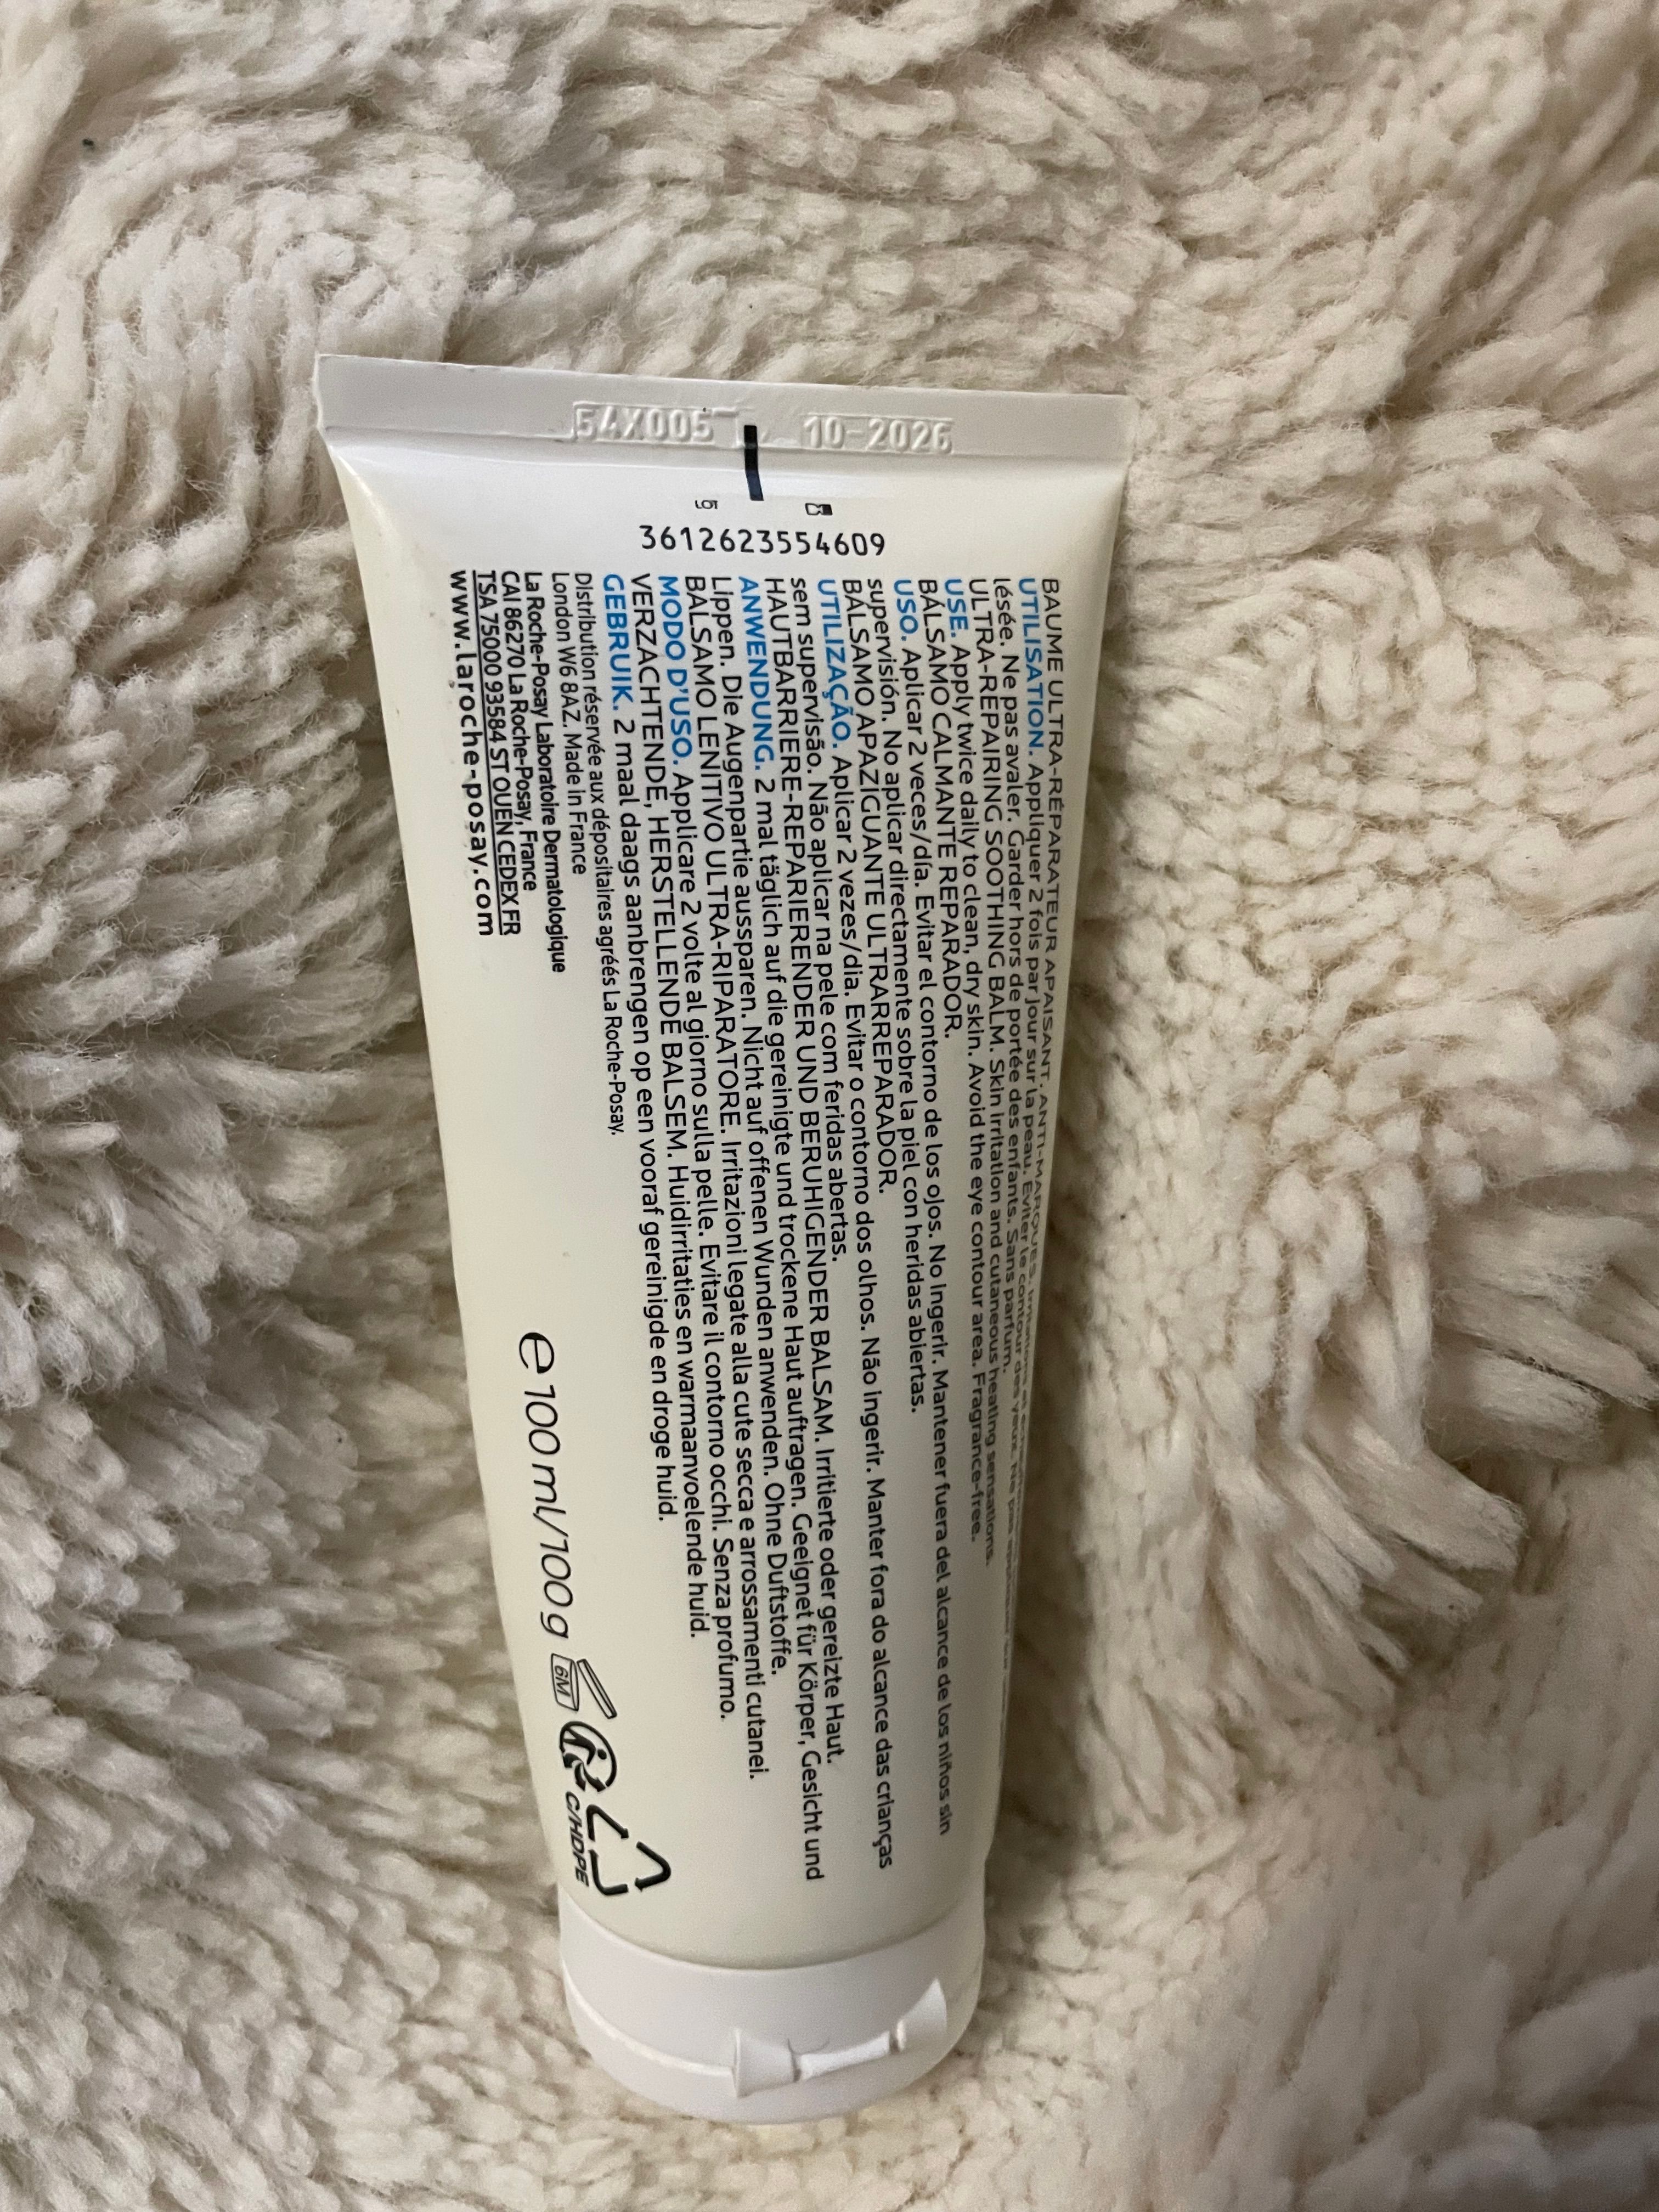 54X005 10-2026
3612623554609
BAUME ULTRA-RÉPARATEUR APAISANT, ANTI-MARQUES.
UTILISATION. Appliquer 2 fois par jour sur la peau. Eviter le contour des yeux. Ne pas
lésée. Ne pas avaler. Garder hors de portée des enfants. Sans parfum.
ULTRA-REPAIRING SOOTHING BALM. Skin irritation and cutaneous heating sensations.
USE. Apply twice daily to clean, dry skin. Avoid the eye contour area. Fragrance-free.
BÁLSAMO CALMANTE REPARADOR.
USO. Aplicar 2 veces/día. Evitar el contorno de los ojos. No ingerir. Mantener fuera del alcance de los niños sin
supervisión. No aplicar directamente sobre la piel con heridas abiertas.
BÁLSAMO APAZIGUANTE ULTRARREPARADOR.
UTILIZAÇÃO. Aplicar 2 vezes/dia. Evitar o contorno dos olhos. Não ingerir. Manter fora do alcance das crianças
sem supervisão. Não aplicar na pele com feridas abertas.
HAUTBARRIERE-REPARIERENDER UND BERUHIGENDER BALSAM. Irritierte oder gereizte Haut.
ANWENDUNG. 2 mal täglich auf die gereinigte und trockene Haut auftragen. Geeignet für Körper, Gesicht und
Lippen. Die Augenpartie aussparen. Nicht auf offenen Wunden anwenden. Ohne Duftstoffe.
BALSAMO LENITIVO ULTRA-RIPARATORE. Irritazioni legate alla cute secca e arrossamenti cutanei.
MODO D'USO. Applicare 2 volte al giorno sulla pelle. Evitare il contorno occhi. Senza profumo.
VERZACHTENDE, HERSTELLENDE BALSEM. Huidirritaties en warmaanvoelende huid.
GEBRUIK. 2 maal daags aanbrengen op een vooraf gereinigde en droge huid.
Distribution réservée aux dépositaires agréés La Roche-Posay.
London W6 8AZ. Made in France
La Roche-Posay Laboratoire Dermatologique
CAI 86270 La Roche-Posay, France
TSA 75000 93584 ST OUEN CEDEX FR
www.laroche-posay.com
e 100 ml/100 g
6M
C/HDPE